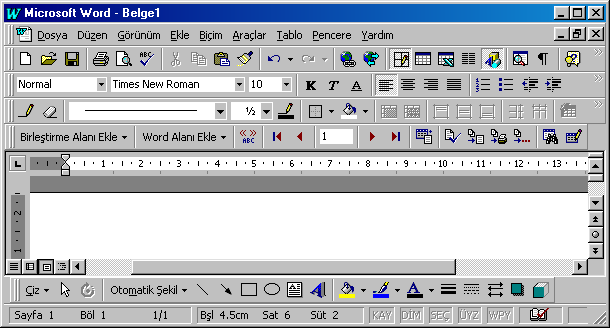 Microsoft Word - Belge1
Dosya Düzen Görünüm Ekle Biçim Araçlar Tablo Pencere Yardım
ABC
Normal Times New Roman 10 K T A
½
Birleştirme Alanı Ekle Word Alanı Ekle «» ABC 1
L 1 2 3 4 5 6 7 8 9 10 11 12 13
2
1
Çiz Otomatik Şekil
Sayfa 1 Böl 1 1/1 Bşl 4.5cm Sat 6 Süt 2 KAY DİM SEÇ ÜYZ WPY